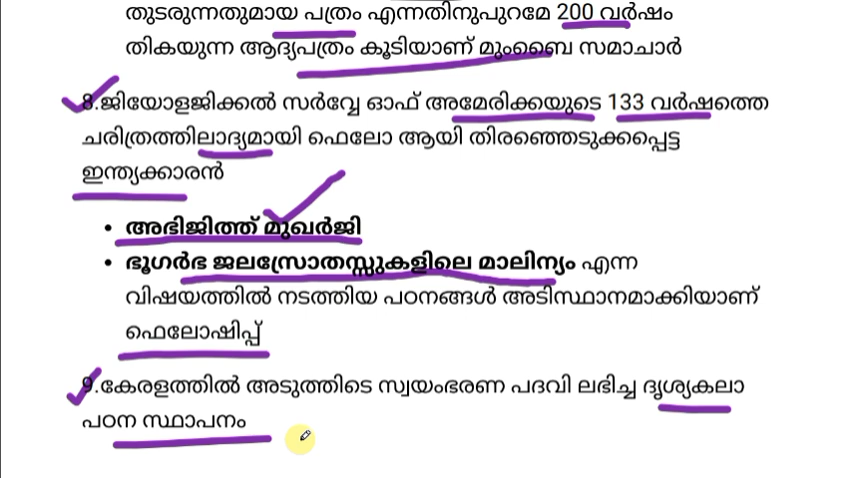 തുടരുന്നതുമായ പത്രം എന്നതിനുപുറമേ 200 വർഷം
തികയുന്ന ആദ്യപത്രം കൂടിയാണ് മുംബൈ സമാചാർ
8.ജിയോളജിക്കൽ സർവ്വേ ഓഫ് അമേരിക്കയുടെ 133 വർഷത്തെ
ചരിത്രത്തിലാദ്യമായി ഫെലോ ആയി തിരഞ്ഞെടുക്കപ്പെട്ട
ഇന്ത്യക്കാരൻ
• അഭിജിത്ത് മുഖർജി
• ഭൂഗർഭ ജലസ്രോതസ്സുകളിലെ മാലിന്യം എന്ന
വിഷയത്തിൽ നടത്തിയ പഠനങ്ങൾ അടിസ്ഥാനമാക്കിയാണ്
ഫെലോഷിപ്പ്
9.കേരളത്തിൽ അടുത്തിടെ സ്വയംഭരണ പദവി ലഭിച്ച ദൃശ്യകലാ
പഠന സ്ഥാപനം